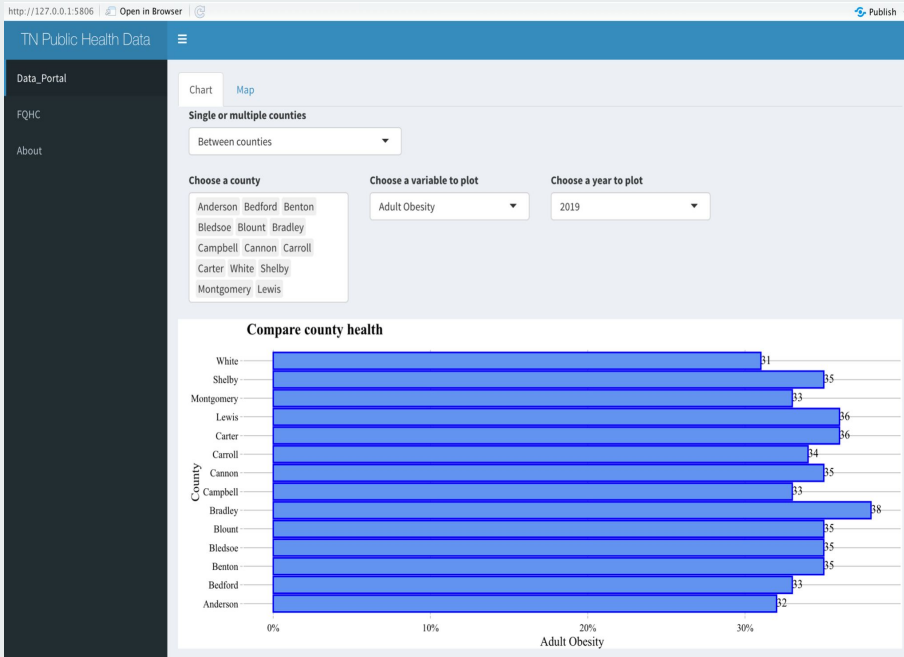 http://127.0.0.1:5806 Open in Browser Publish
TN Public Health Data
Data_Portal
FQHC
About
Chart Map
Single or multiple counties
Between counties
Choose a county Choose a variable to plot Choose a year to plot
Anderson Bedford Benton Adult Obesity 2019
Bledsoe Blount Bradley
Campbell Cannon Carroll
Carter White Shelby
Montgomery Lewis
Compare county health
County
White 31
Shelby 35
Montgomery 33
Lewis 36
Carter 36
Carroll 34
Cannon 35
Campbell 33
Bradley 38
Blount 35
Bledsoe 35
Benton 35
Bedford 33
Anderson 32
0% 10% 20% 30%
Adult Obesity